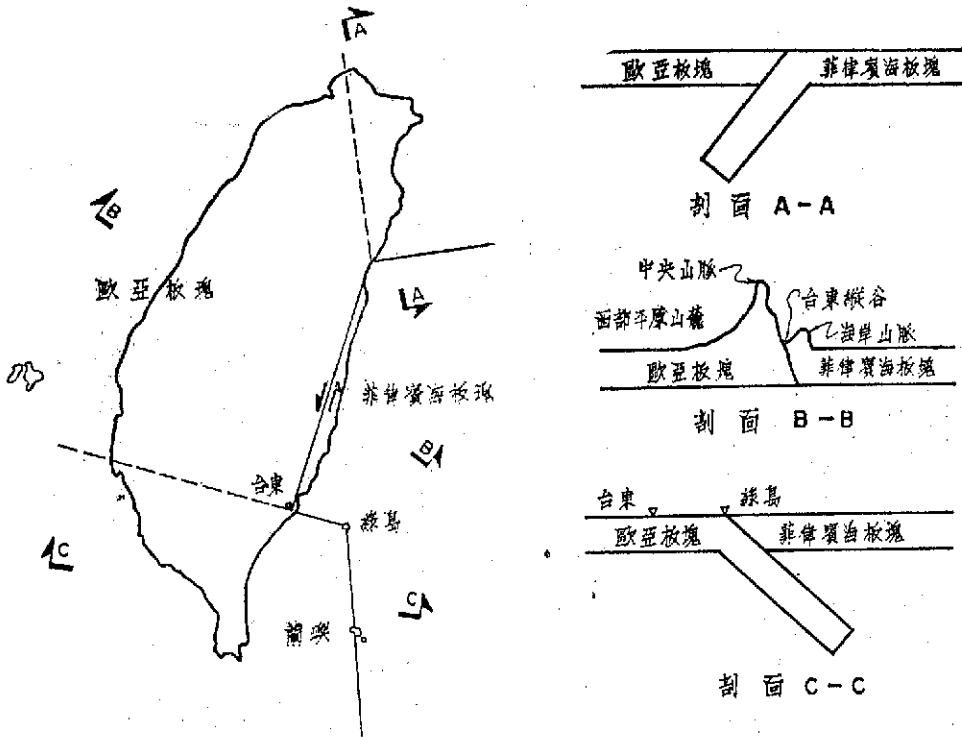 A
歐亞板塊
菲律賓海板塊
剖面 A-A
B
歐亞板塊
A
菲律賓海板塊
B
台東
綠島
C
C
蘭嶼
中央山脈
台東縱谷
西部平原山麓
海岸山脈
歐亞板塊
菲律賓海板塊
剖面 B-B
台東
綠島
歐亞板塊
菲律賓海板塊
剖面 C-C